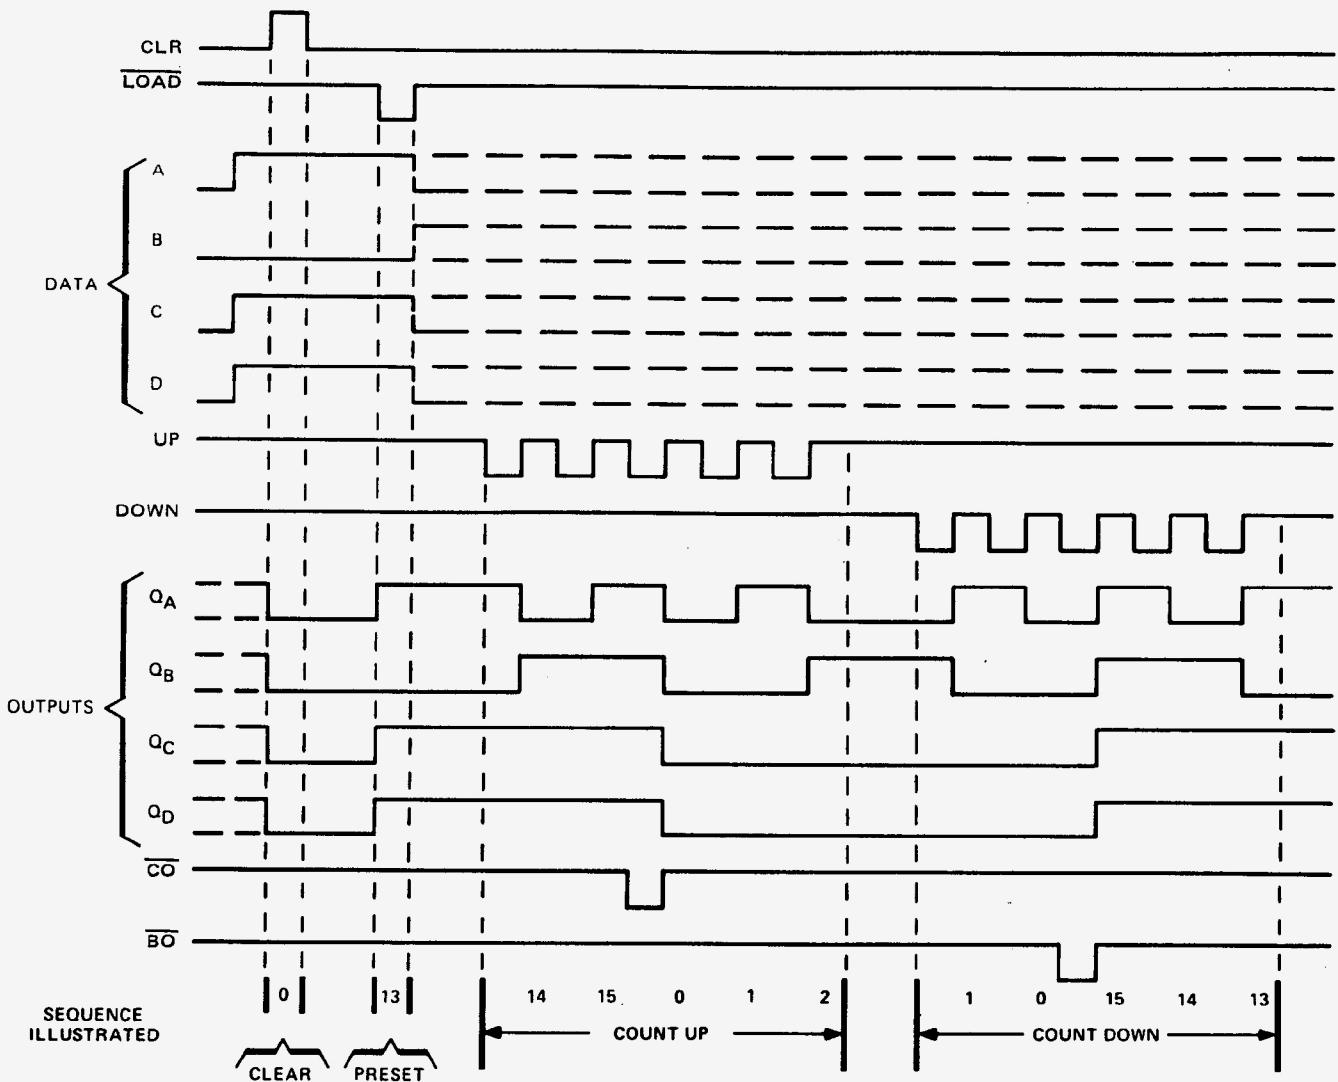 CLR
LOAD
A
B
DATA
C
D
UP
DOWN
QA
QB
OUTPUTS
QC
QD
CO
BO
SEQUENCE
ILLUSTRATED
0 13 14 15 0 1 2 1 0 15 14 13
COUNT UP COUNT DOWN
CLEAR PRESET